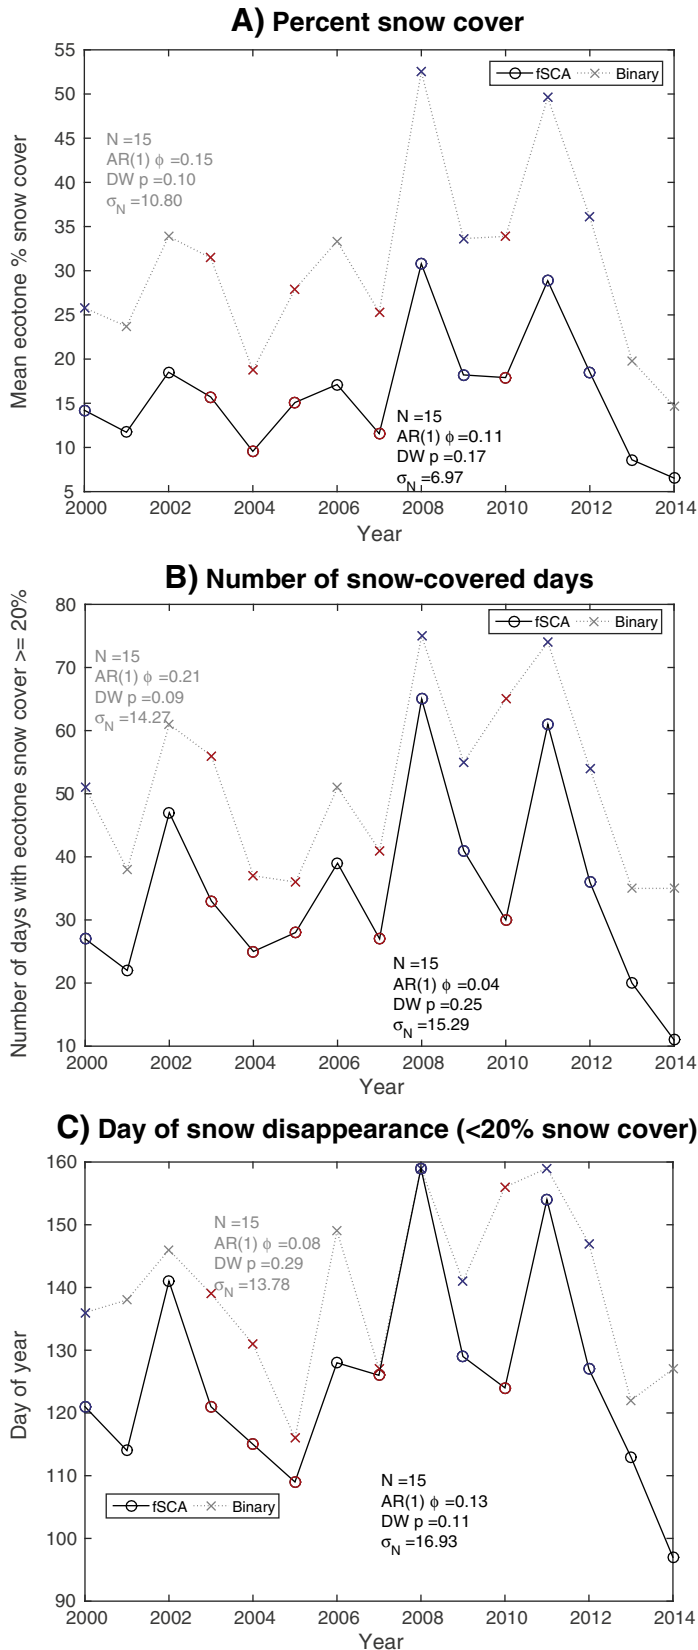 A) Percent snow cover
55
50
45
40
35
30
25
20
15
10
5
Mean ecotone % snow cover
fSCA
Binary
N =15
AR(1) ϕ =0.15
DW p =0.10
σN =10.80
N =15
AR(1) ϕ =0.11
DW p =0.17
σN =6.97
2000 2002 2004 2006 2008 2010 2012 2014
Year
B) Number of snow-covered days
80
70
60
50
40
30
20
10
Number of days with ecotone snow cover >= 20%
fSCA
Binary
N =15
AR(1) ϕ =0.21
DW p =0.09
σN =14.27
N =15
AR(1) ϕ =0.04
DW p =0.25
σN =15.29
2000 2002 2004 2006 2008 2010 2012 2014
Year
C) Day of snow disappearance (<20% snow cover)
160
150
140
130
120
110
100
90
Day of year
N =15
AR(1) ϕ =0.08
DW p =0.29
σN =13.78
N =15
AR(1) ϕ =0.13
DW p =0.11
σN =16.93
fSCA
Binary
2000 2002 2004 2006 2008 2010 2012 2014
Year